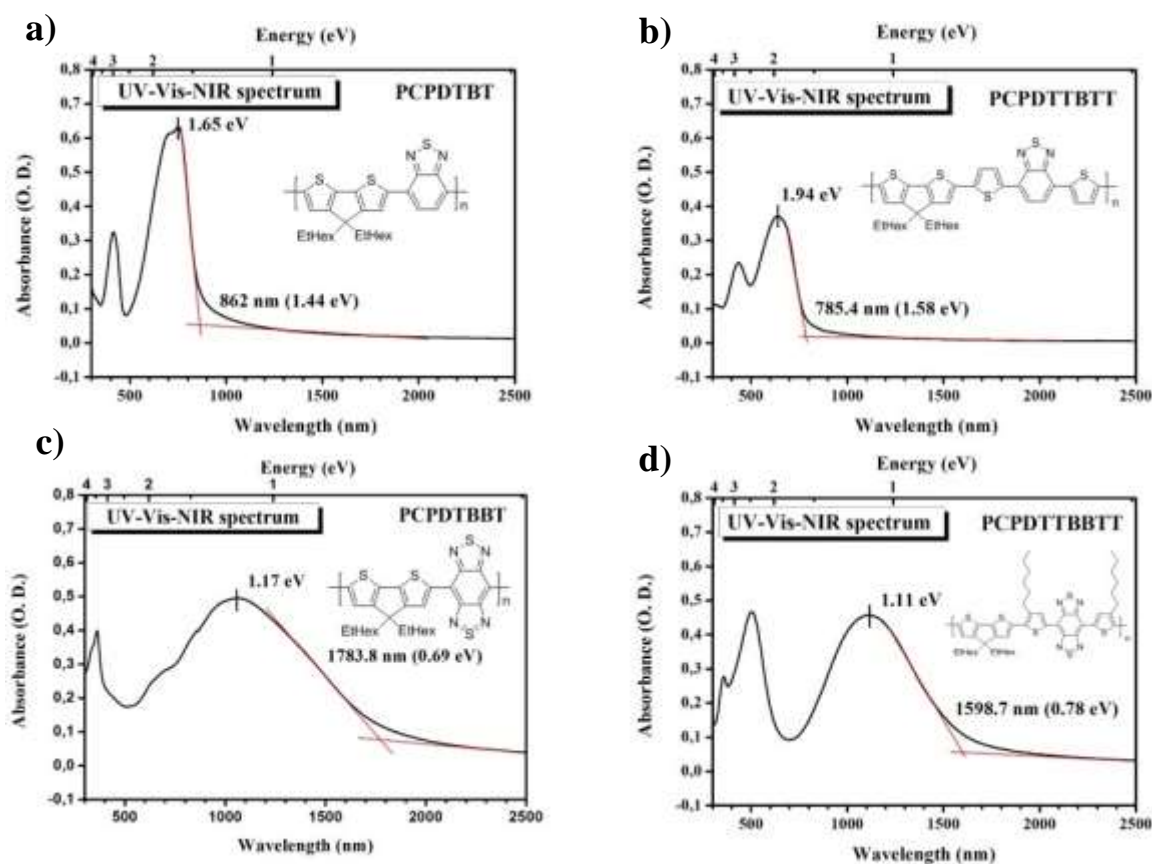 a)
Energy (eV)
4 3 2 1
0,8
0,7
0,6
0,5
0,4
0,3
0,2
0,1
0,0
-0,1
Absorbance (O. D.)
UV-Vis-NIR spectrum
PCPDTBT
1.65 eV
S S N S N n
EtHex EtHex
862 nm (1.44 eV)
500 1000 1500 2000 2500
Wavelength (nm)
b)
Energy (eV)
4 3 2 1
0,8
0,7
0,6
0,5
0,4
0,3
0,2
0,1
0,0
-0,1
Absorbance (O. D.)
UV-Vis-NIR spectrum
PCPDTTBTT
1.94 eV
S S S N S N S n
EtHex EtHex
785.4 nm (1.58 eV)
500 1000 1500 2000 2500
Wavelength (nm)
c)
Energy (eV)
4 3 2 1
0,8
0,7
0,6
0,5
0,4
0,3
0,2
0,1
0,0
-0,1
Absorbance (O. D.)
UV-Vis-NIR spectrum
PCPDTBBT
1.17 eV
S S N S N N S N n
EtHex EtHex
1783.8 nm (0.69 eV)
500 1000 1500 2000 2500
Wavelength (nm)
d)
Energy (eV)
4 3 2 1
0,8
0,7
0,6
0,5
0,4
0,3
0,2
0,1
0,0
-0,1
Absorbance (O. D.)
UV-Vis-NIR spectrum
PCPDTTBBTT
1.11 eV
S S S N S N N S N S n
EtHex EtHex
1598.7 nm (0.78 eV)
500 1000 1500 2000 2500
Wavelength (nm)